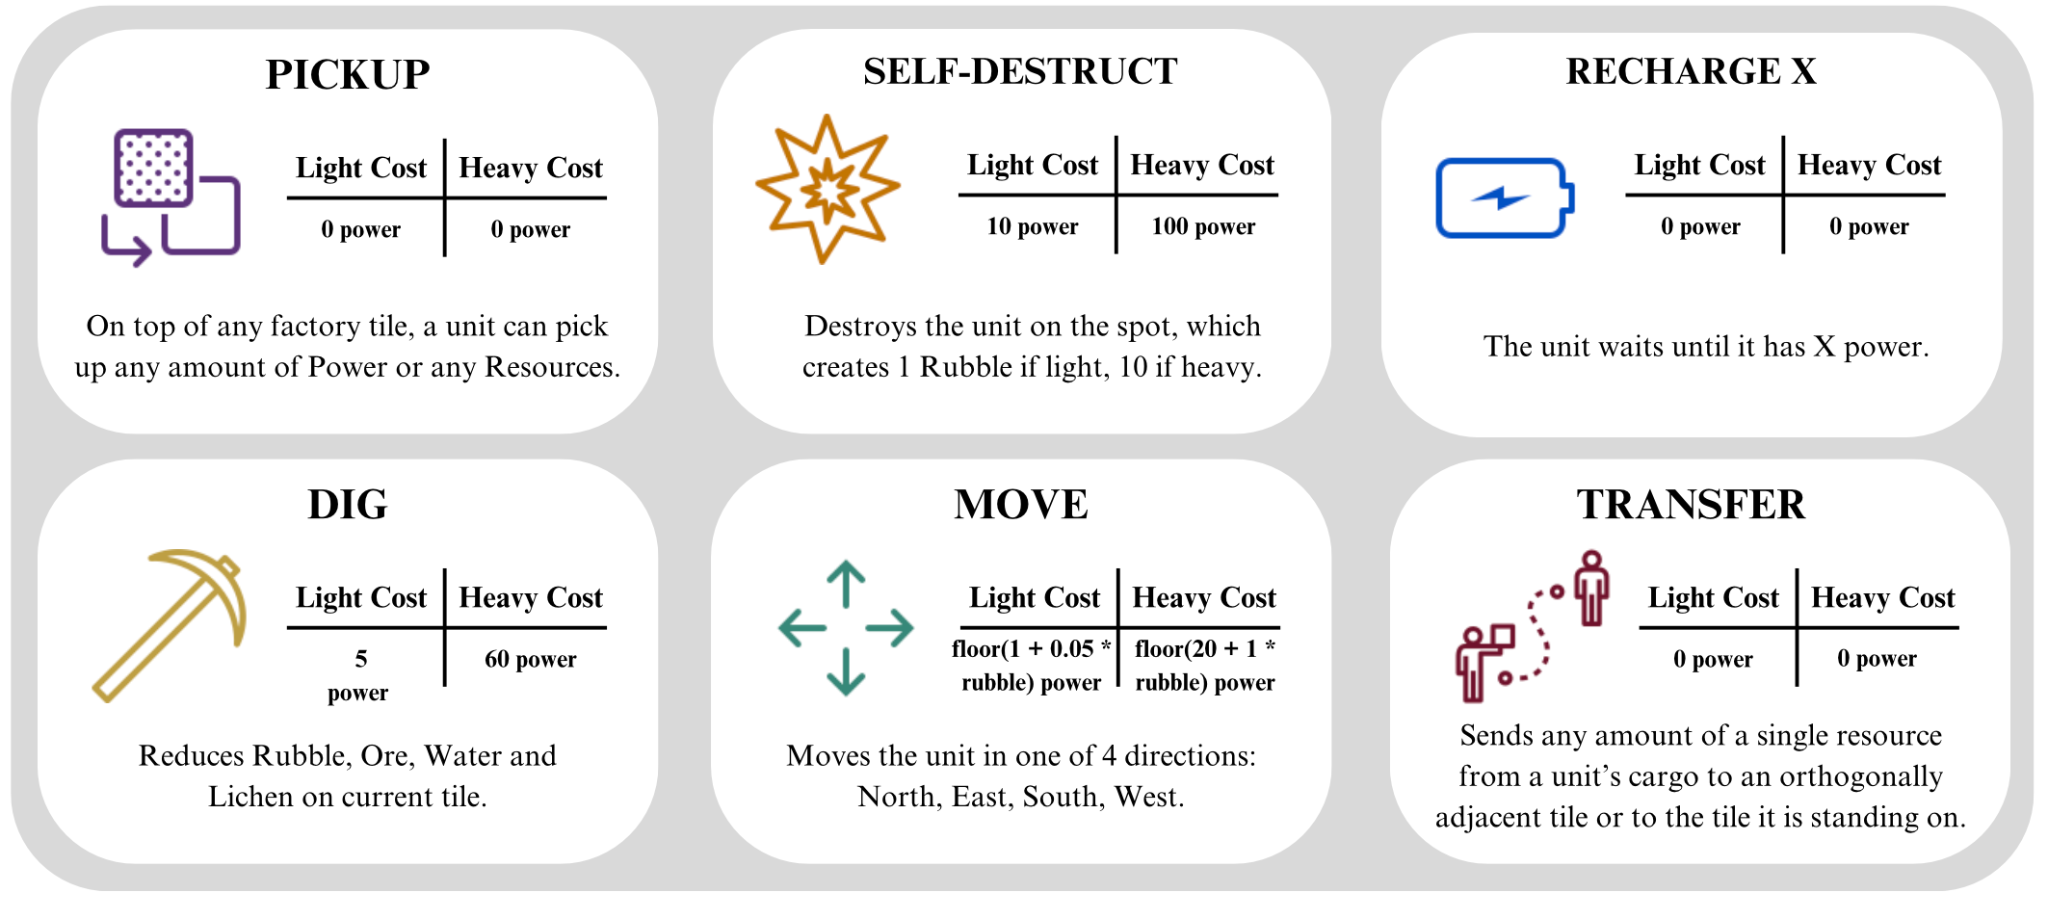 PICKUP
Light Cost Heavy Cost
0 power 0 power
On top of any factory tile, a unit can pick
up any amount of Power or any Resources.
SELF-DESTRUCT
Light Cost Heavy Cost
10 power 100 power
Destroys the unit on the spot, which
creates 1 Rubble if light, 10 if heavy.
RECHARGE X
Light Cost Heavy Cost
0 power 0 power
The unit waits until it has X power.
DIG
Light Cost Heavy Cost
5 60 power
power
Reduces Rubble, Ore, Water and
Lichen on current tile.
MOVE
Light Cost Heavy Cost
floor(1 + 0.05 * floor(20 + 1 *
rubble) power rubble) power
Moves the unit in one of 4 directions:
North, East, South, West.
TRANSFER
Light Cost Heavy Cost
0 power 0 power
Sends any amount of a single resource
from a unit's cargo to an orthogonally
adjacent tile or to the tile it is standing on.